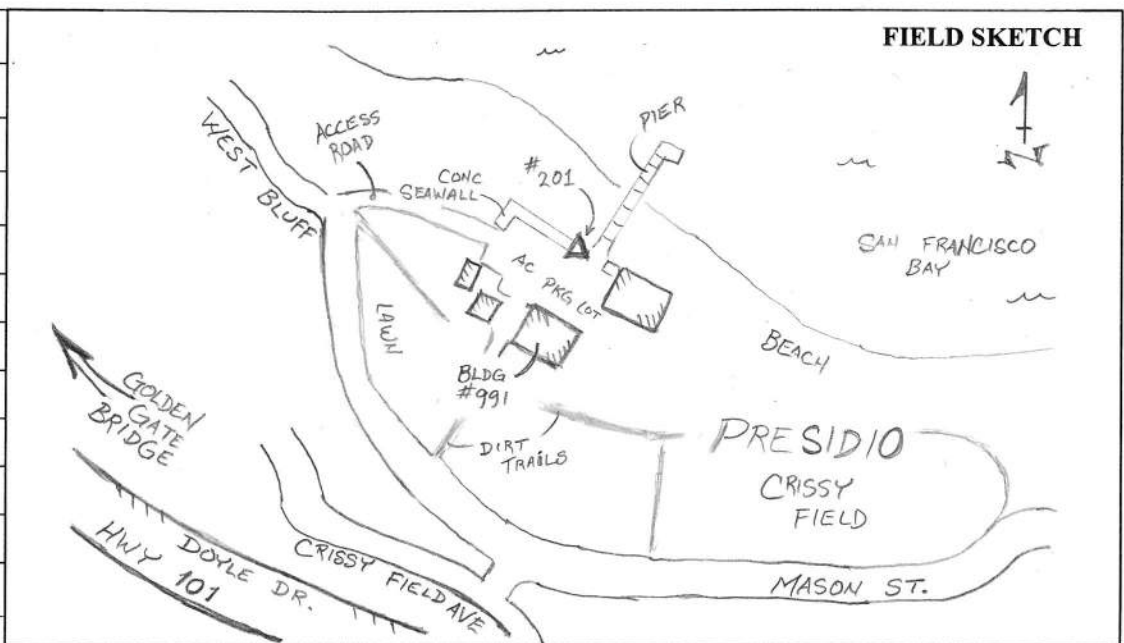 FIELD SKETCH
N
WEST BLUFF
ACCESS
ROAD
CONC
SEAWALL
#
201
PIER
SAN FRANCISCO
BAY
AC PKG LOT
LAWN
BEACH
BLDG
#991
GOLDEN
GATE
BRIDGE
DIRT
TRAILS
PRESIDIO
CRISSY
FIELD
HWY 101
DOYLE DR.
CRISSY FIELD AVE
MASON ST.